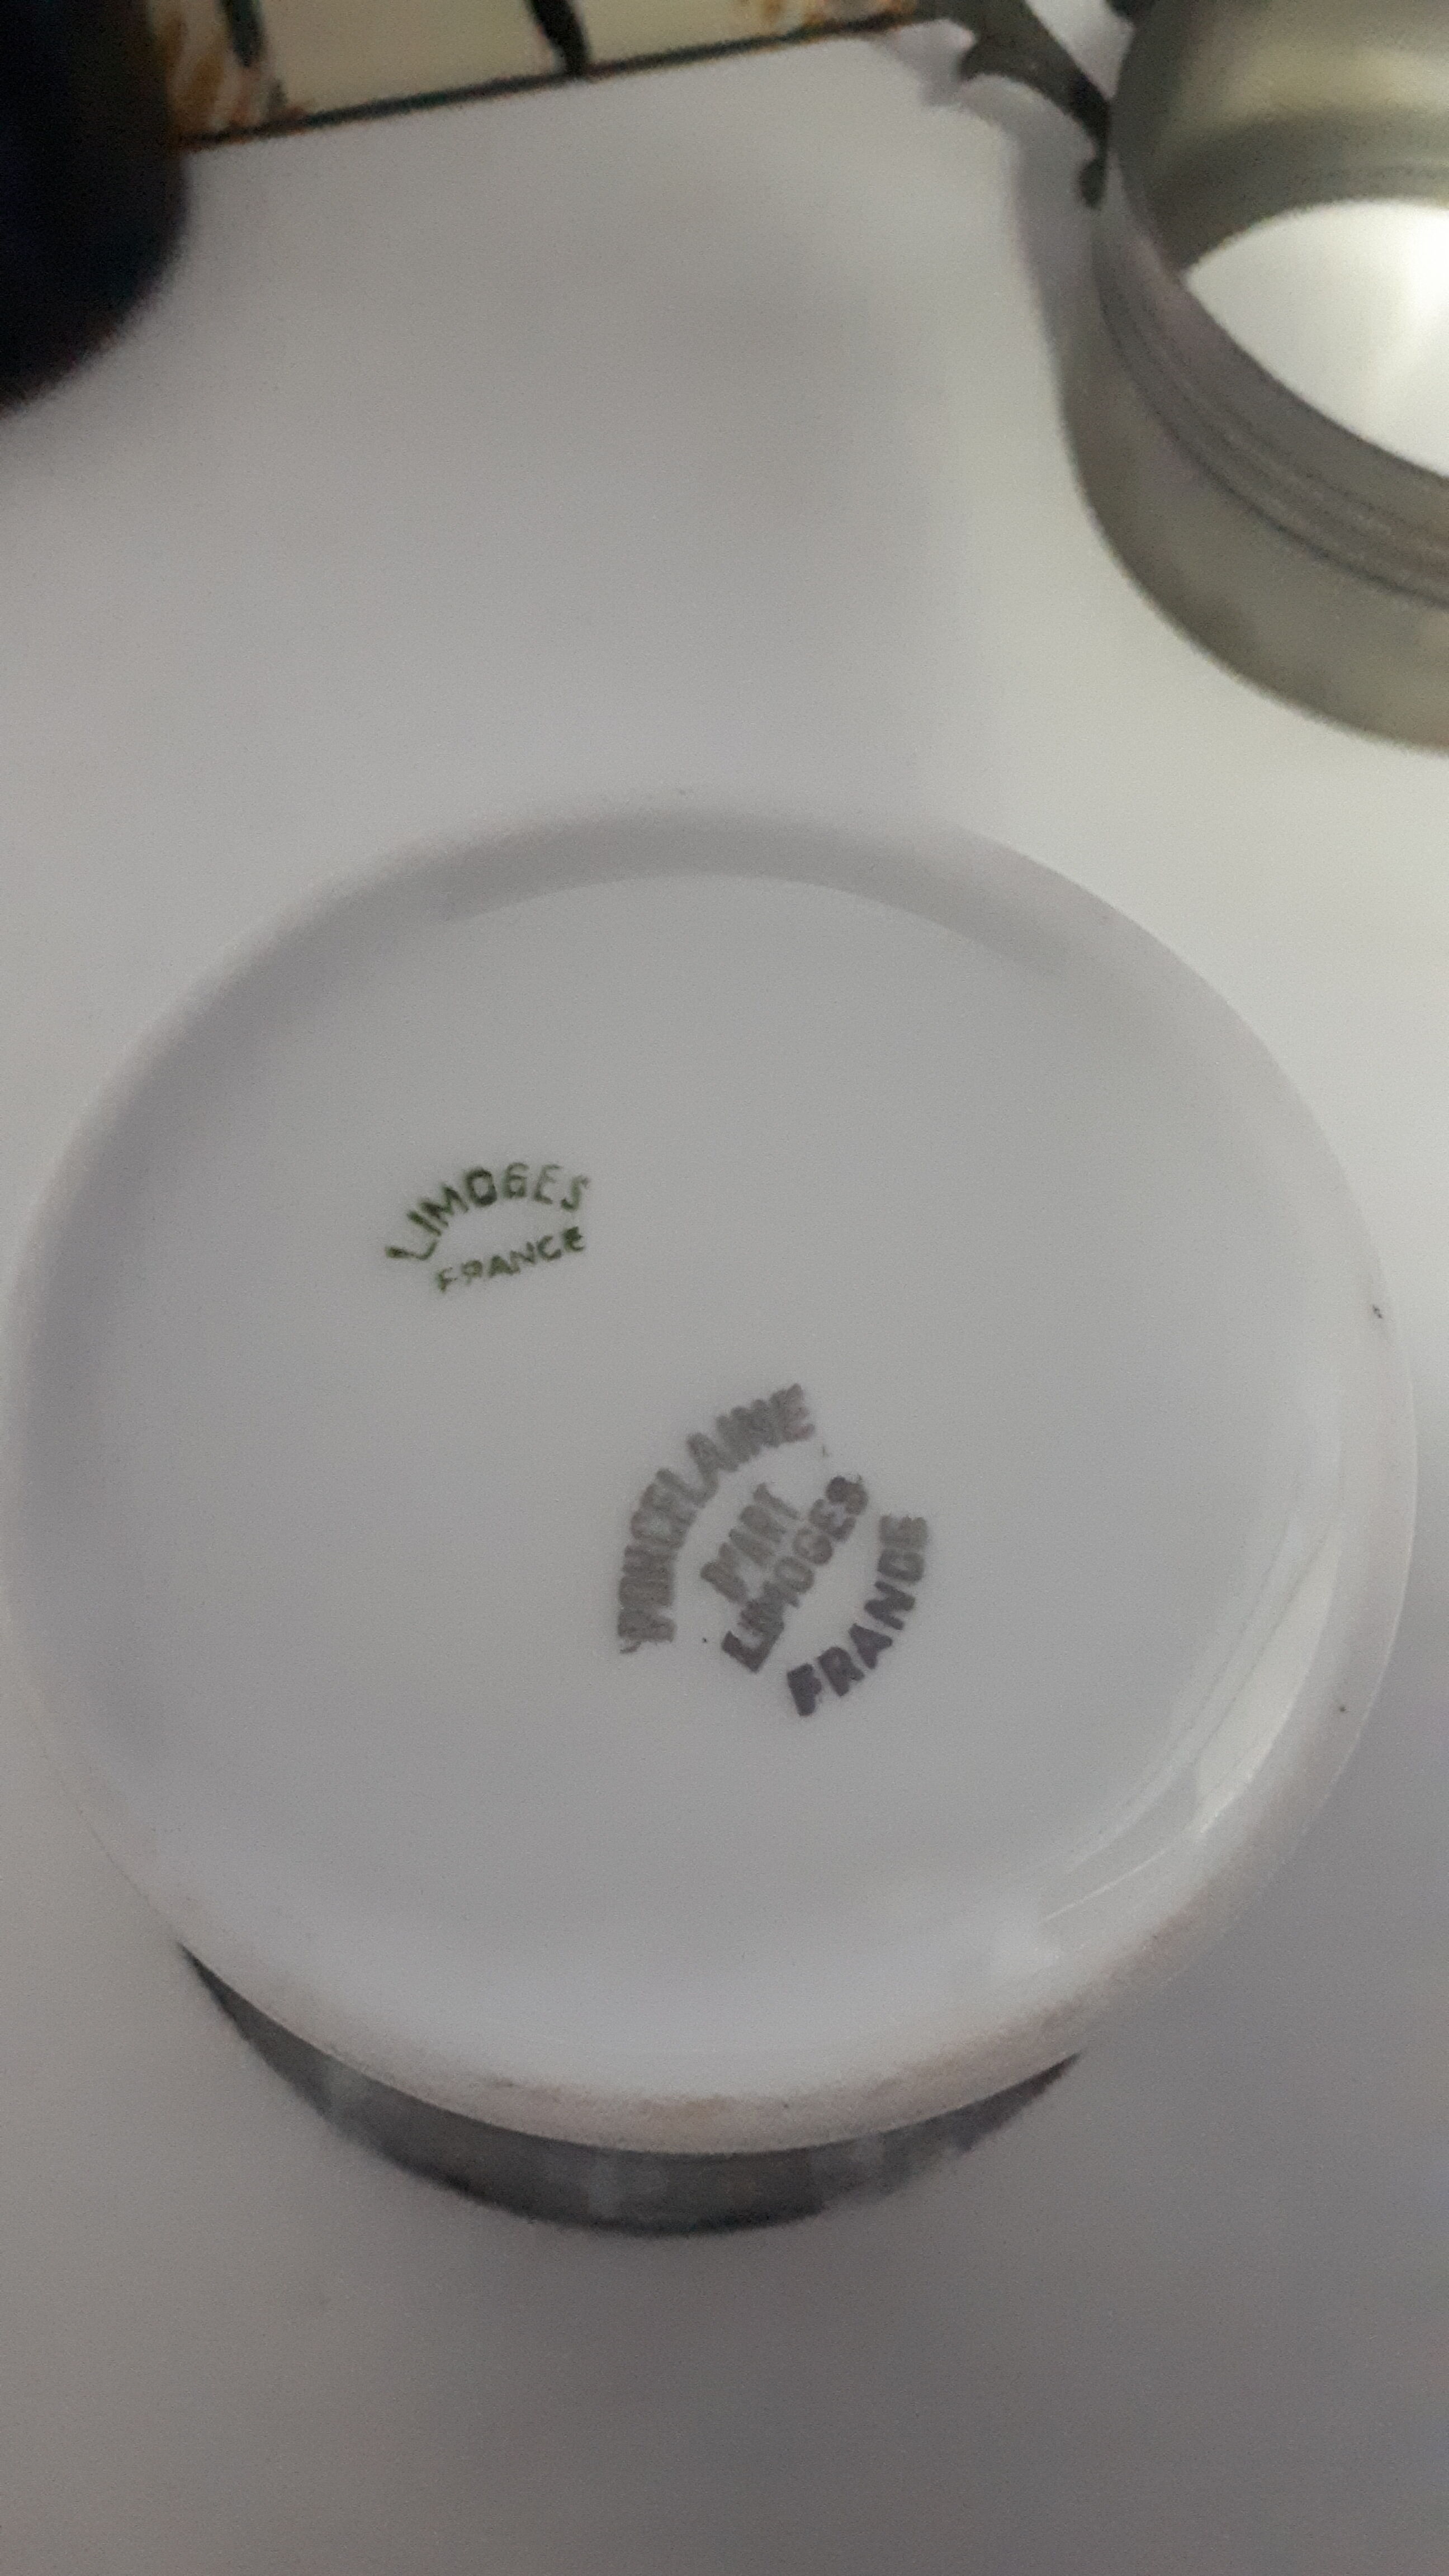 LIMOGES
FRANCE
PORCELAINE
D'ART
LIMOGES
FRANCE